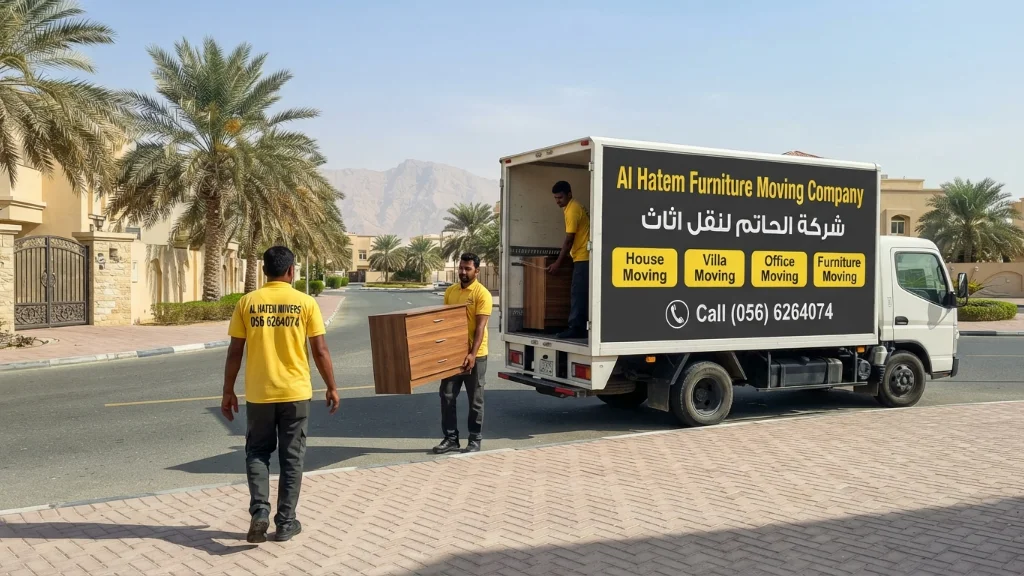 Al Hatem Furniture Moving Company
شركة الحاتم لنقل اثاث
House Moving
Villa Moving
Office Moving
Furniture Moving
Call (056) 6264074
AL HATEM MOVERS
056 6264074